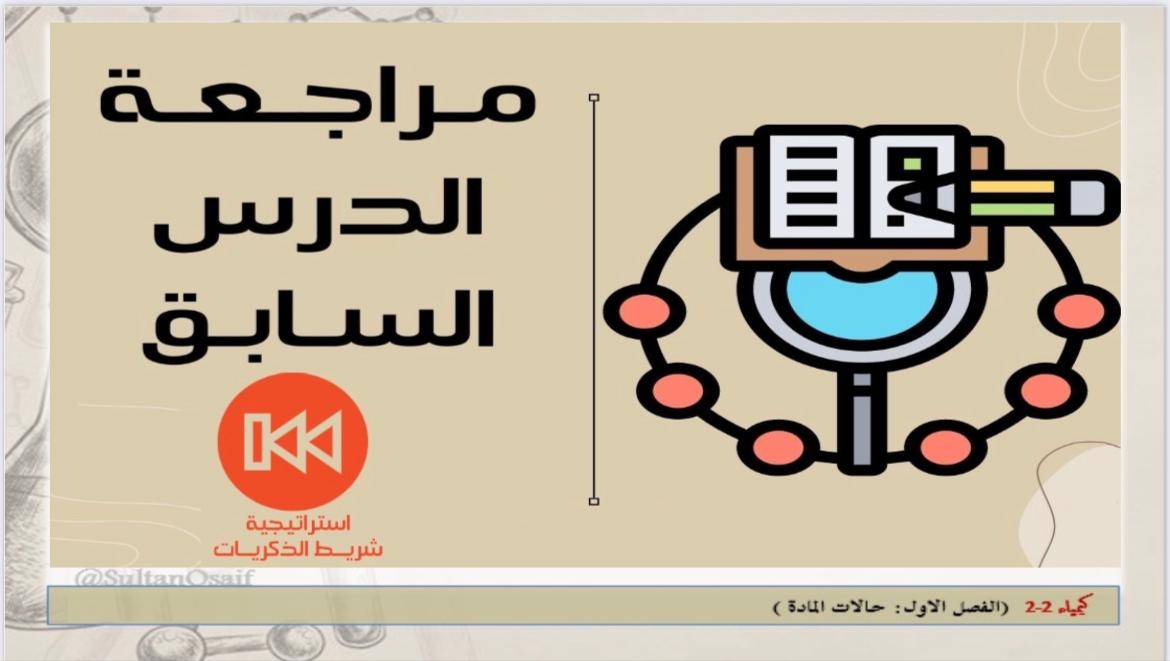 مراجعة
الدرس
السابق
استراتيجية
شريط الذكريات
@SultanOsaif
كيمياء 2-2 (الفصل الاول: حالات المادة )